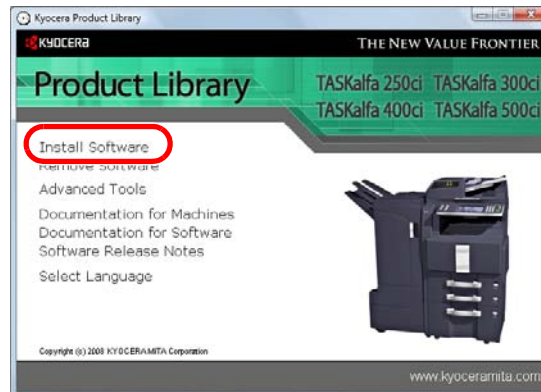 Kyocera Product Library
KYOCERA
THE NEW VALUE FRONTIER
Product Library
TASKalfa 250ci TASKalfa 300ci
TASKalfa 400ci TASKalfa 500ci
Install Software
Remove Software
Advanced Tools
Documentation for Machines
Documentation for Software
Software Release Notes
Select Language
Copyright (c) 2008 KYOCERA MITA Corporation
www.kyoceramita.com